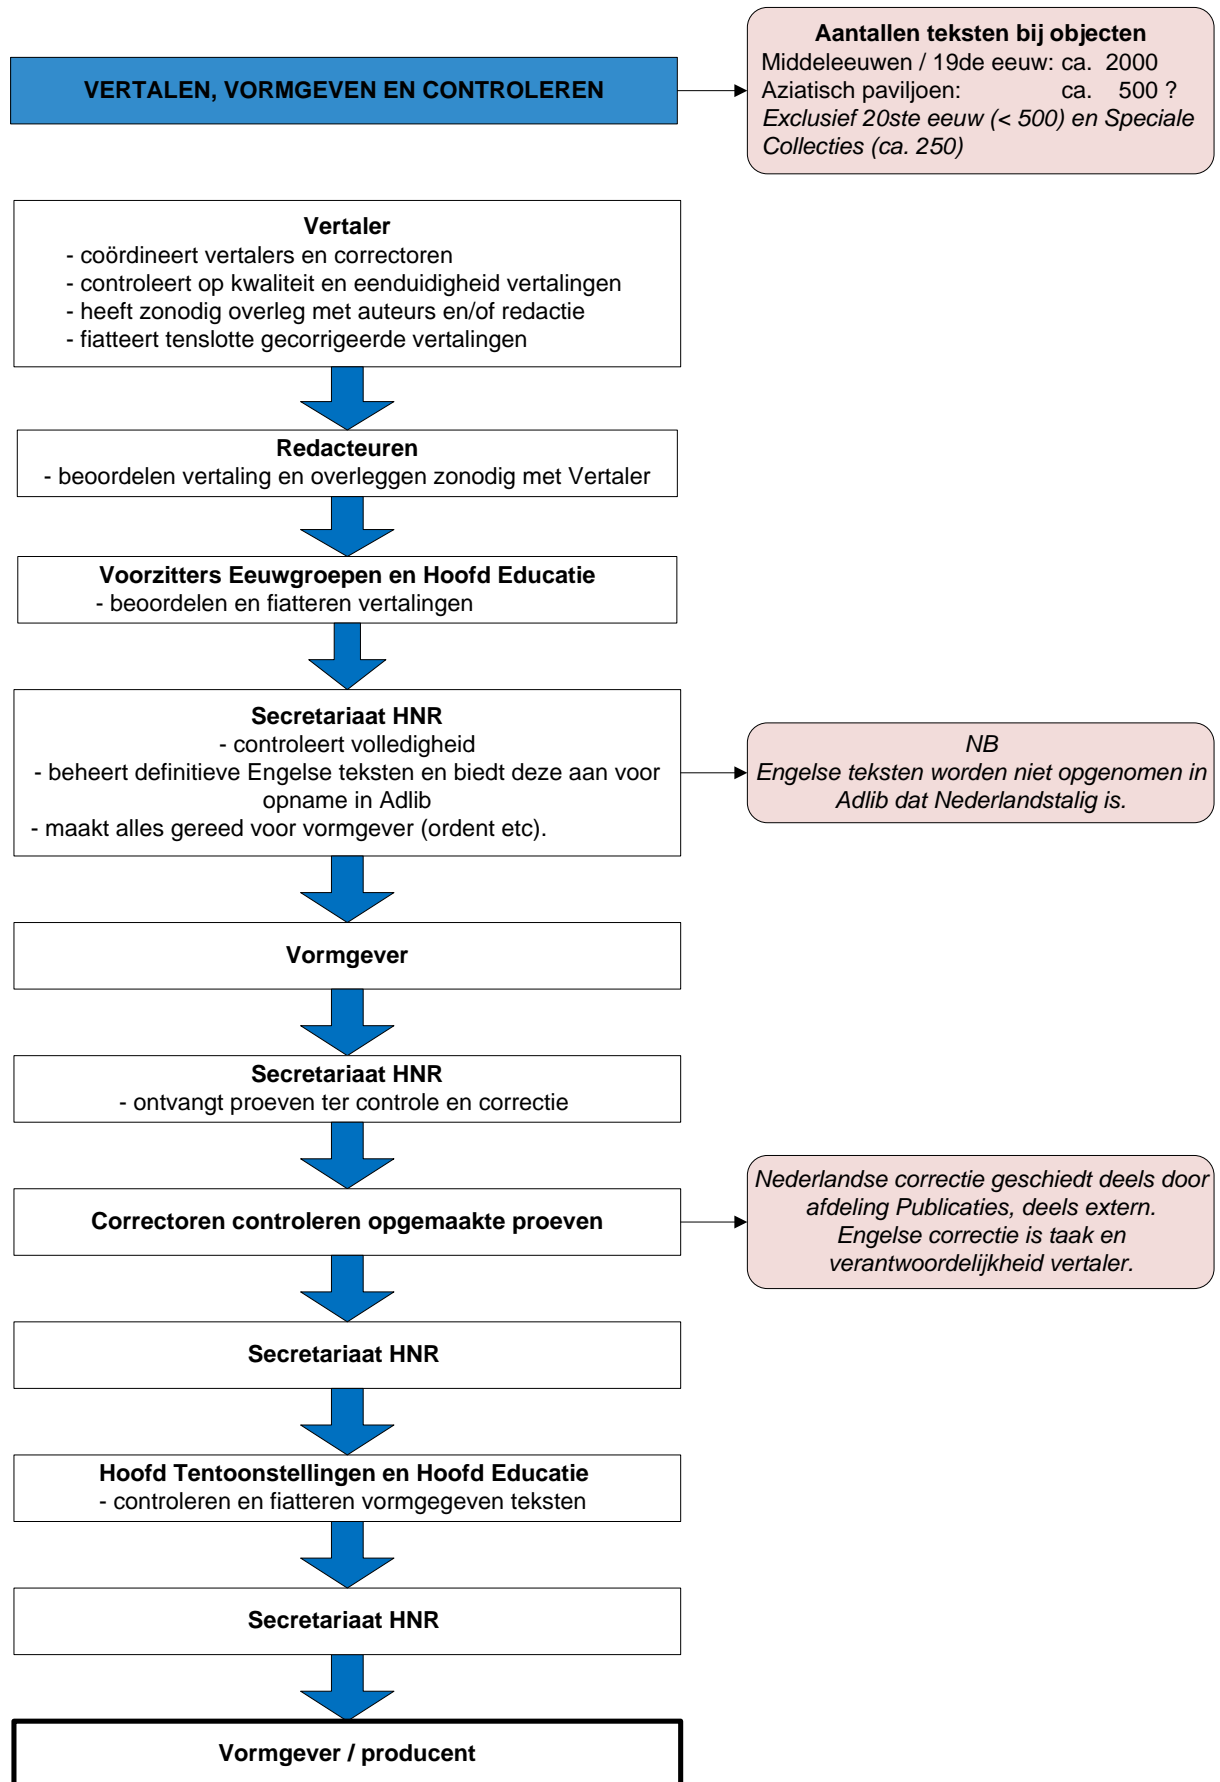 VERTALEN, VORMGEVEN EN CONTROLEREN
Aantallen teksten bij objecten
Middeleeuwen / 19de eeuw: ca. 2000
Aziatisch paviljoen: ca. 500 ?
Exclusief 20ste eeuw (< 500) en Speciale
Collecties (ca. 250)
Vertaler
- coördineert vertalers en correctoren
- controleert op kwaliteit en eenduidigheid vertalingen
- heeft zonodig overleg met auteurs en/of redactie
- fiatteert tenslotte gecorrigeerde vertalingen
Redacteuren
- beoordelen vertaling en overleggen zonodig met Vertaler
Voorzitters Eeuwgroepen en Hoofd Educatie
- beoordelen en fiatteren vertalingen
Secretariaat HNR
- controleert volledigheid
- beheert definitieve Engelse teksten en biedt deze aan voor
opname in Adlib
- maakt alles gereed voor vormgever (ordent etc).
NB
Engelse teksten worden niet opgenomen in
Adlib dat Nederlandstalig is.
Vormgever
Secretariaat HNR
- ontvangt proeven ter controle en correctie
Correctoren controleren opgemaakte proeven
Nederlandse correctie geschiedt deels door
afdeling Publicaties, deels extern.
Engelse correctie is taak en
verantwoordelijkheid vertaler.
Secretariaat HNR
Hoofd Tentoonstellingen en Hoofd Educatie
- controleren en fiatteren vormgegeven teksten
Secretariaat HNR
Vormgever / producent